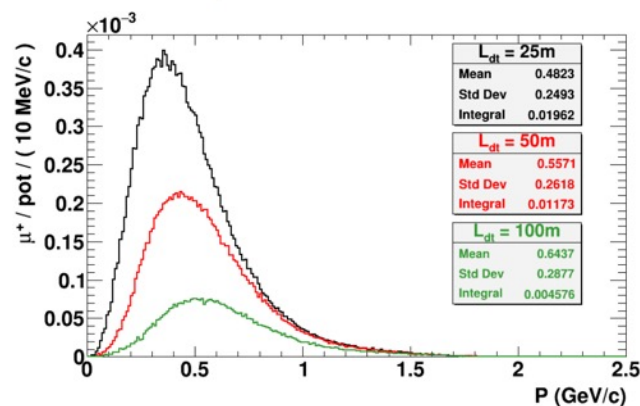 ×10⁻³
μ⁺ / pot / ( 10 MeV/c )
0.4
0.35
0.3
0.25
0.2
0.15
0.1
0.05
0
L_dt = 25m
Mean 0.4823
Std Dev 0.2493
Integral 0.01962
L_dt = 50m
Mean 0.5571
Std Dev 0.2618
Integral 0.01173
L_dt = 100m
Mean 0.6437
Std Dev 0.2877
Integral 0.004576
0 0.5 1 1.5 2 2.5
P (GeV/c)